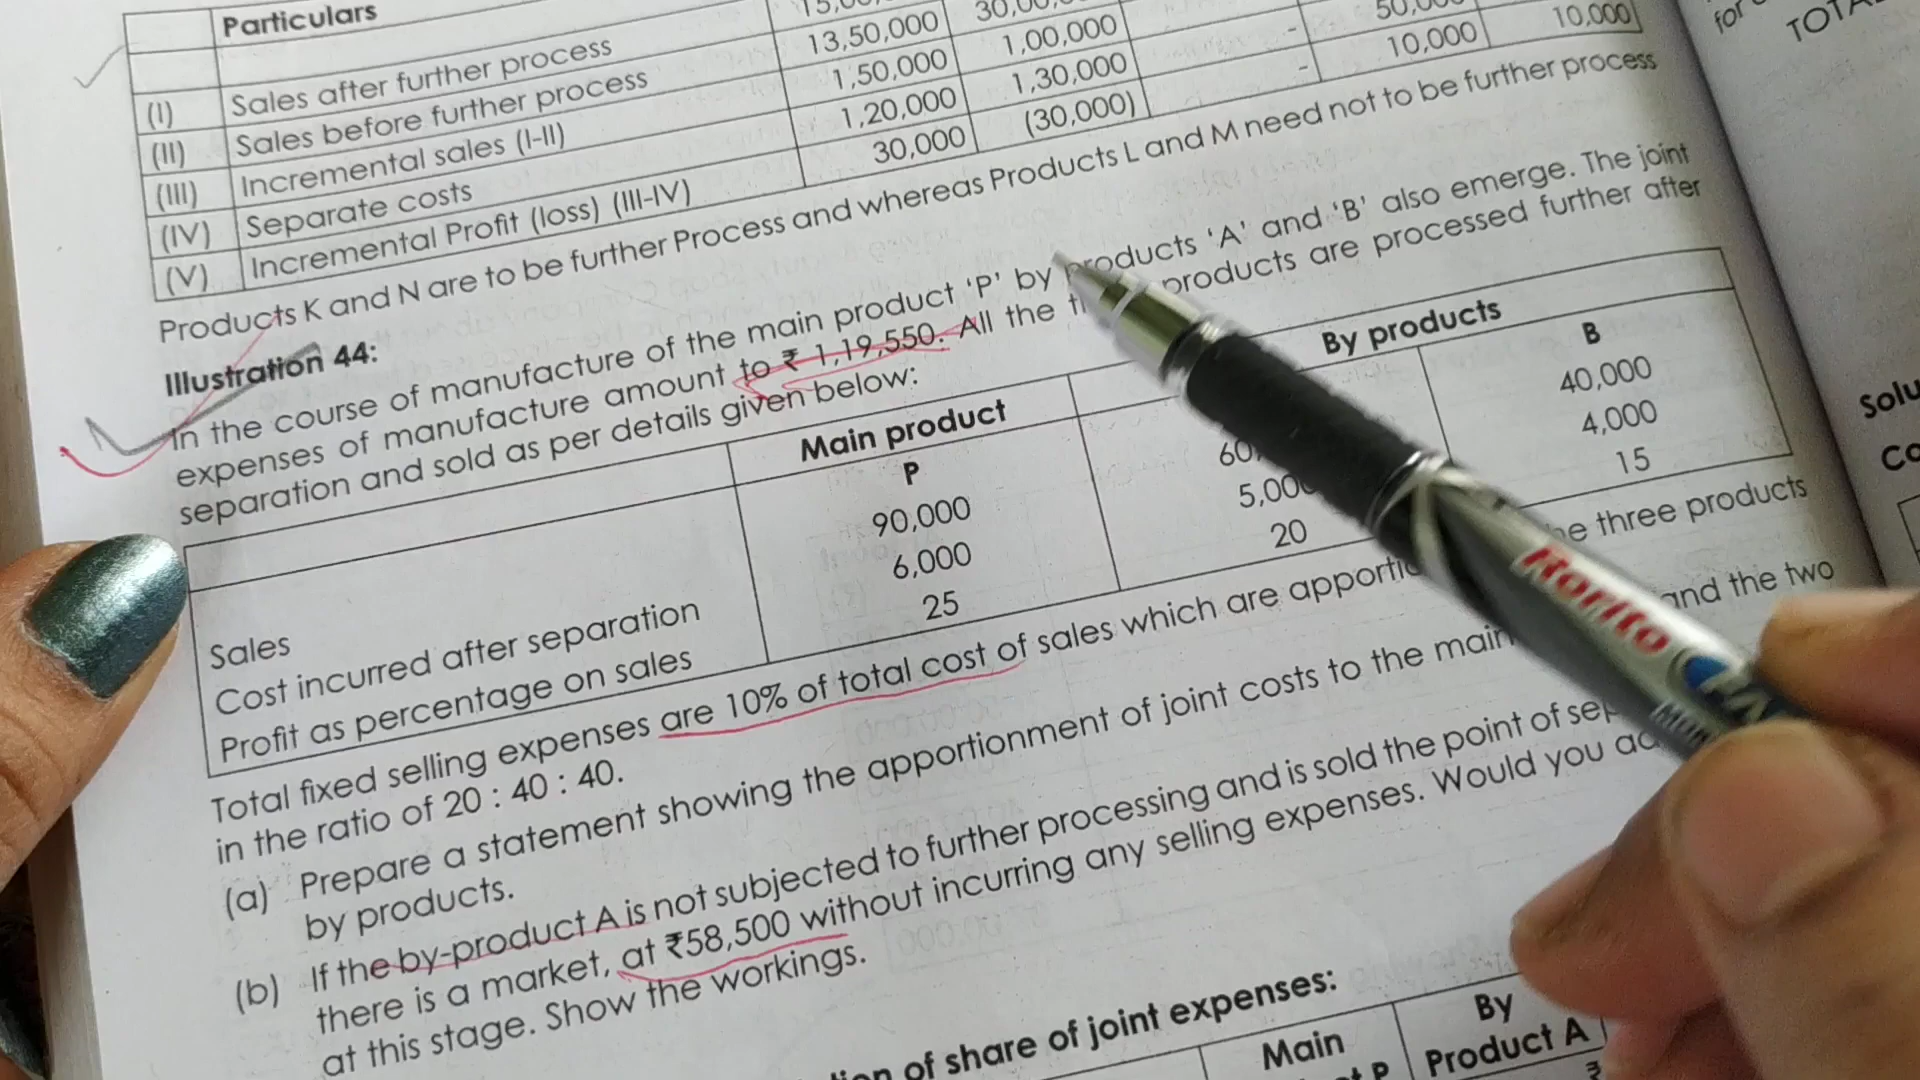 Particulars
(I) Sales after further process 13,50,000 1,00,000 - 10,000 10,000
(II) Sales before further process 1,50,000 1,30,000 -
(III) Incremental sales (I-II) 1,20,000 (30,000)
(IV) Separate costs 30,000
(V) Incremental Profit (loss) (III-IV)
Products K and N are to be further Process and whereas Products L and M need not to be further process
Illustration 44:
In the course of manufacture of the main product 'P' by products 'A' and 'B' also emerge. The joint
expenses of manufacture amount to ₹ 1,19,550. All the products are processed further after
separation and sold as per details given below:
Main product By products
P B
Sales 90,000 40,000
Cost incurred after separation 6,000 4,000
Profit as percentage on sales 25 20 15
Total fixed selling expenses are 10% of total cost of sales which are three products
in the ratio of 20 : 40 : 40.
(a) Prepare a statement showing the apportionment of joint costs to the main and the two
by products.
(b) If the by-product A is not subjected to further processing and is sold the point of
there is a market, at ₹58,500 without incurring any selling expenses. Would you
at this stage. Show the workings.
of share of joint expenses:
Main By
P Product A
₹
for
Rorito